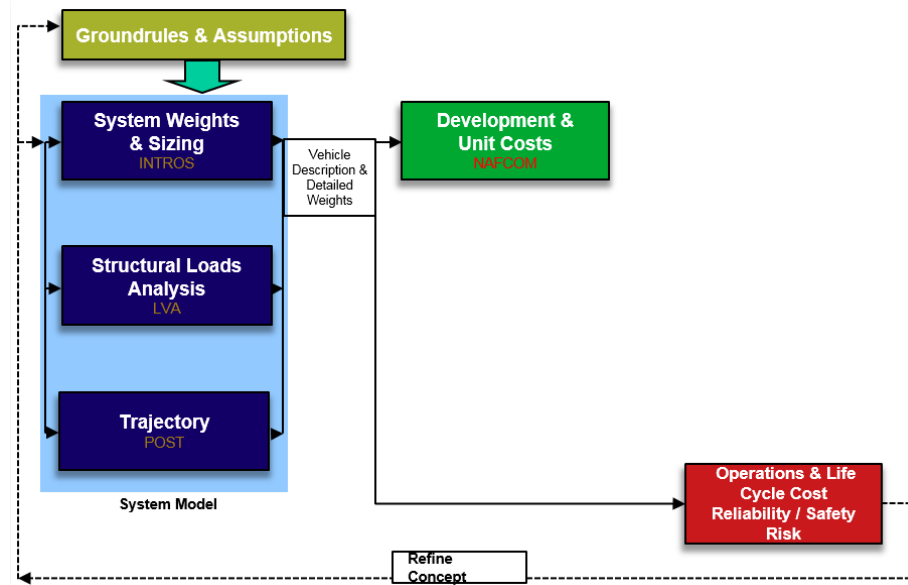 Groundrules & Assumptions
System Weights
& Sizing
INTROS
Development &
Unit Costs
NAFCOM
Vehicle
Description &
Detailed
Weights
Structural Loads
Analysis
LVA
Trajectory
POST
System Model
Operations & Life
Cycle Cost
Reliability / Safety
Risk
Refine
Concept